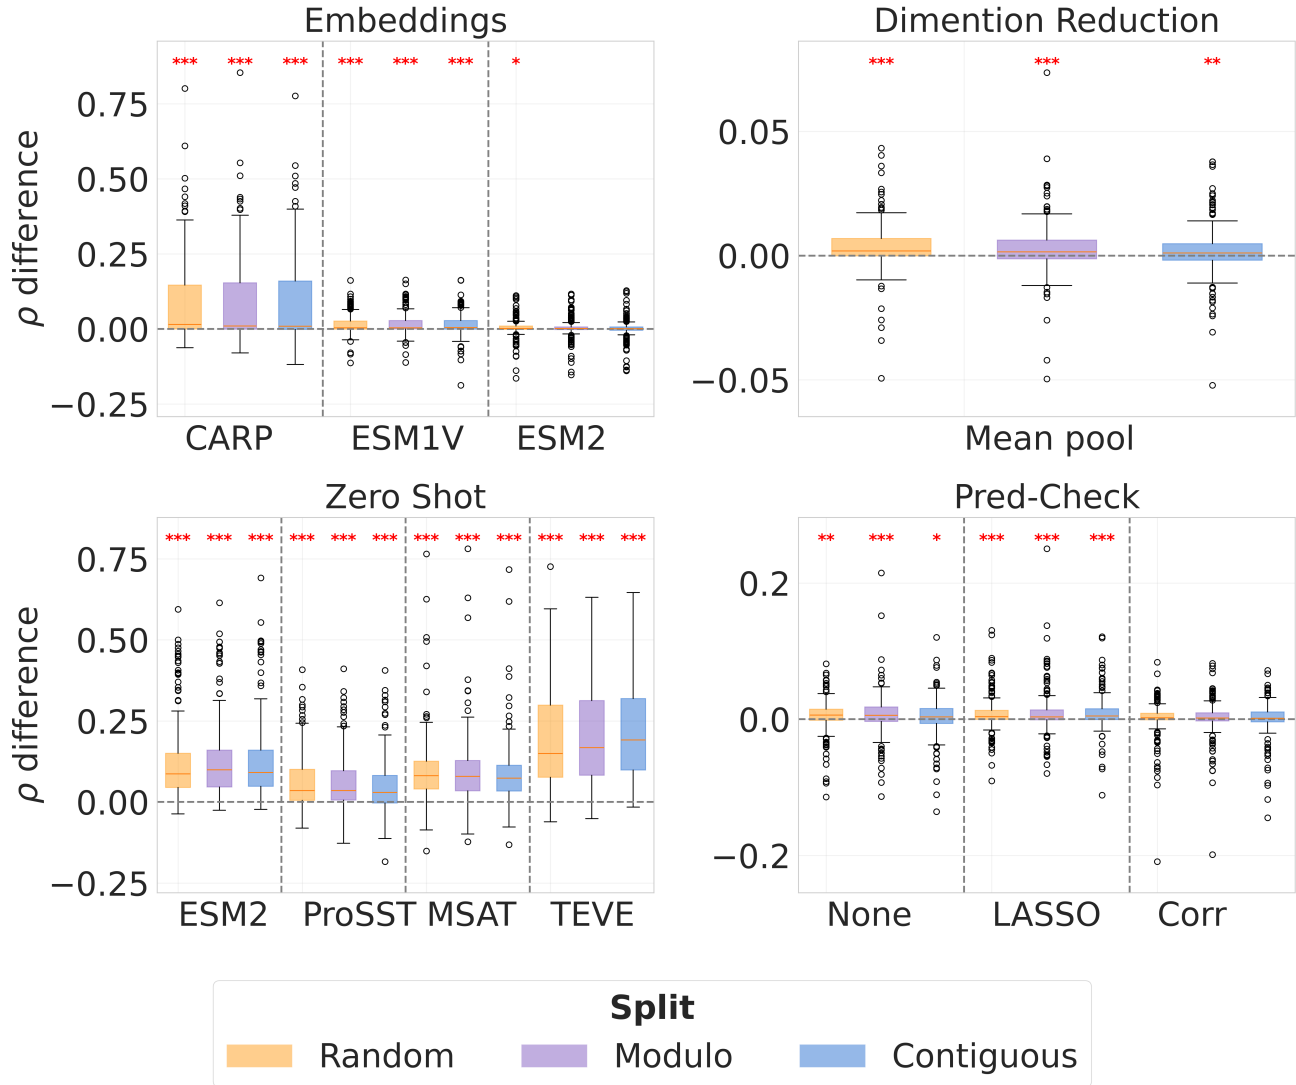 Embeddings
Dimention Reduction
*** *** *** *** *** *** *
*** *** **
ρ difference
0.75
0.50
0.25
0.00
−0.25
0.05
0.00
−0.05
CARP ESM1V ESM2
Mean pool
Zero Shot
Pred-Check
*** *** *** *** *** *** *** *** *** *** *** ***
** *** * *** *** ***
ρ difference
0.75
0.50
0.25
0.00
−0.25
0.2
0.0
−0.2
ESM2 ProSST MSAT TEVE
None LASSO Corr
Split
Random Modulo Contiguous